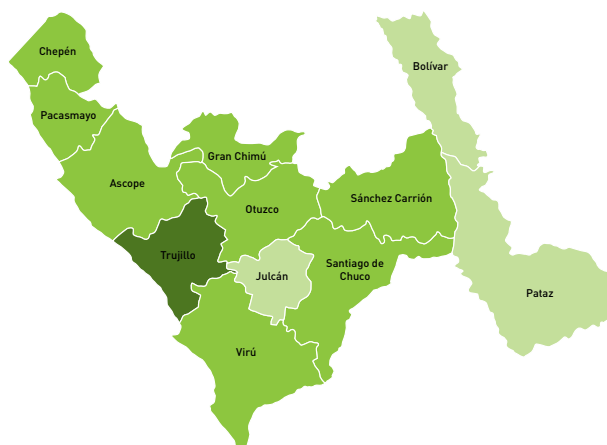 Chepén
Bolívar
Pacasmayo
Gran Chimú
Ascope
Sánchez Carrión
Otuzco
Trujillo
Santiago de
Chuco
Julcán
Pataz
Virú